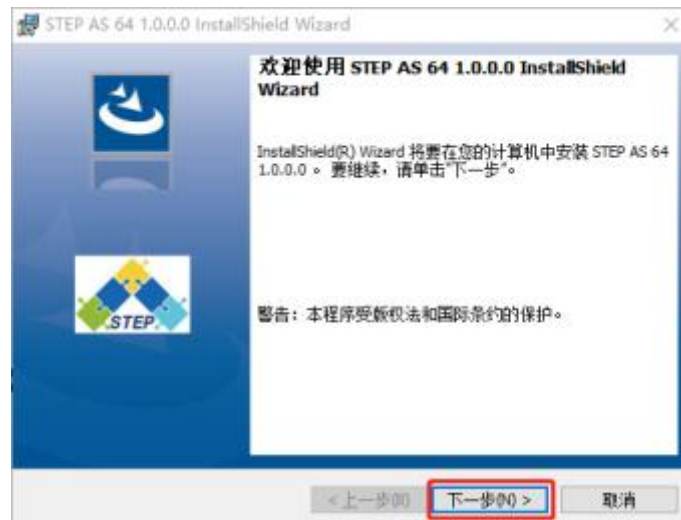 STEP AS 64 1.0.0.0 InstallShield Wizard
欢迎使用 STEP AS 64 1.0.0.0 InstallShield
Wizard
InstallShield(R) Wizard 将要在您的计算机中安装 STEP AS 64
1.0.0.0 。 要继续，请单击“下一步”。
STEP
警告：本程序受版权法和国际条约的保护。
<上一步(B) 下一步(N) > 取消